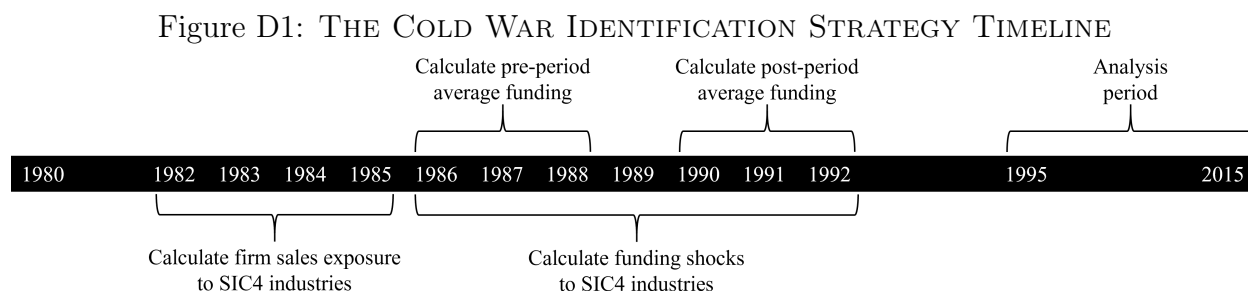 Figure D1: THE COLD WAR IDENTIFICATION STRATEGY TIMELINE
Calculate pre-period
average funding
Calculate post-period
average funding
Analysis
period
1980 1982 1983 1984 1985 1986 1987 1988 1989 1990 1991 1992 1995 2015
Calculate firm sales exposure
to SIC4 industries
Calculate funding shocks
to SIC4 industries